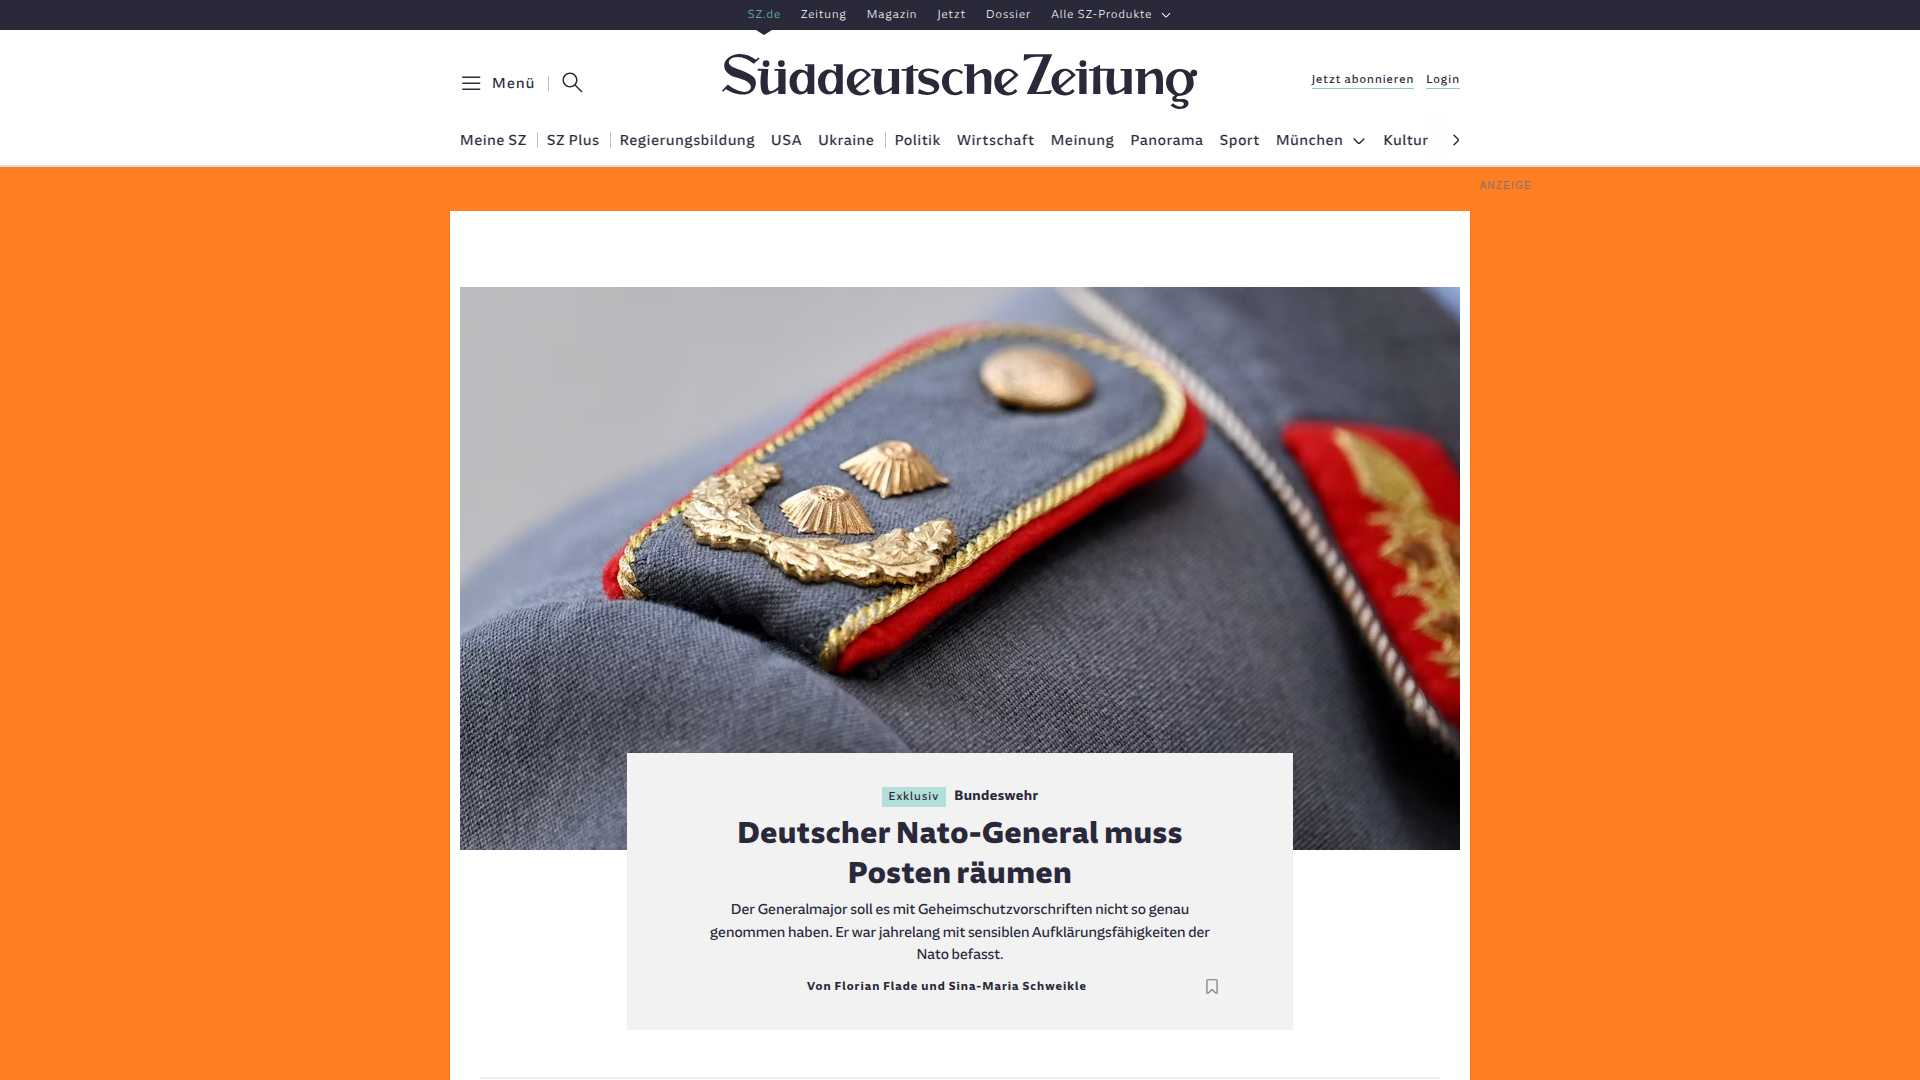 SZ.de Zeitung Magazin Jetzt Dossier Alle SZ-Produkte
Menü
Süddeutsche Zeitung
Jetzt abonnieren Login
Meine SZ SZ Plus Regierungsbildung USA Ukraine Politik Wirtschaft Meinung Panorama Sport München Kultur
ANZEIGE
Exklusiv Bundeswehr
Deutscher Nato-General muss
Posten räumen
Der Generalmajor soll es mit Geheimschutzvorschriften nicht so genau
genommen haben. Er war jahrelang mit sensiblen Aufklärungsfähigkeiten der
Nato befasst.
Von Florian Flade und Sina-Maria Schweikle